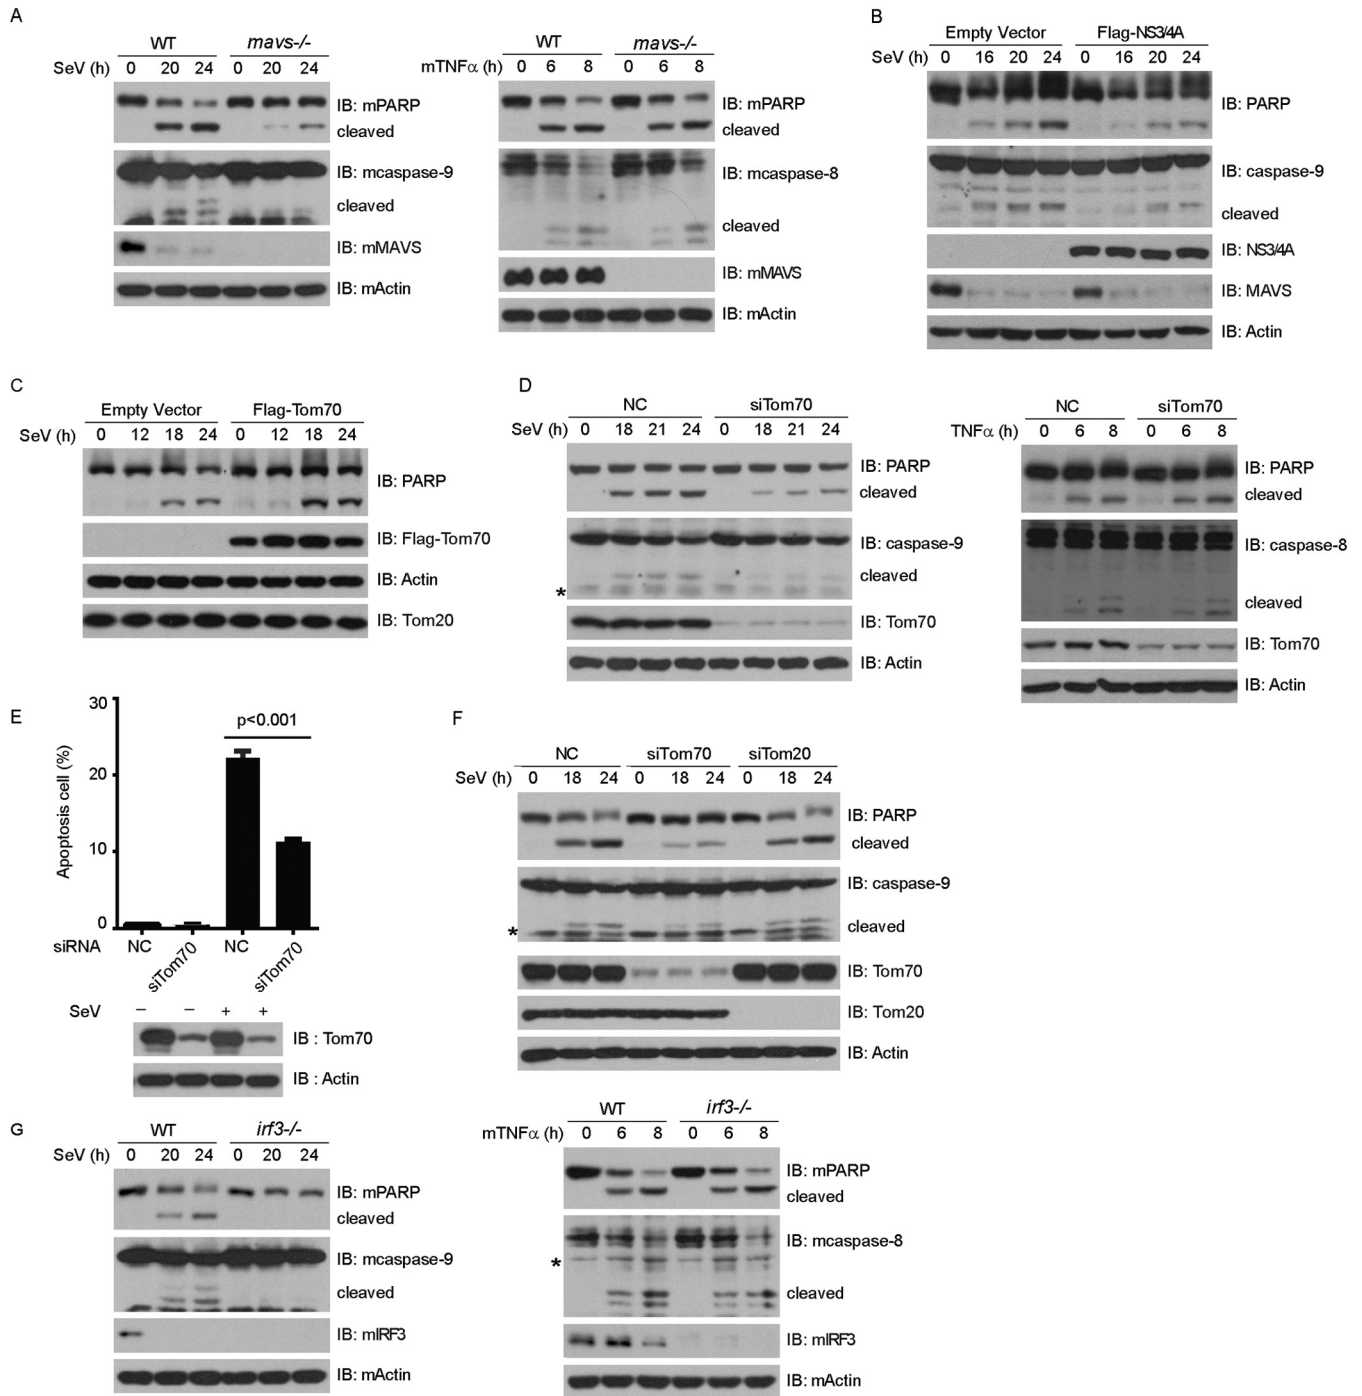 A
WT mavs-/-
SeV (h) 0 20 24 0 20 24
IB: mPARP
cleaved
IB: mcaspase-9
cleaved
IB: mMAVS
IB: mActin
WT mavs-/-
mTNFα (h) 0 6 8 0 6 8
IB: mPARP
cleaved
IB: mcaspase-8
cleaved
IB: mMAVS
IB: mActin
B
Empty Vector Flag-NS3/4A
SeV (h) 0 16 20 24 0 16 20 24
IB: PARP
IB: caspase-9
cleaved
IB: NS3/4A
IB: MAVS
IB: Actin
C
Empty Vector Flag-Tom70
SeV (h) 0 12 18 24 0 12 18 24
IB: PARP
IB: Flag-Tom70
IB: Actin
IB: Tom20
D
NC siTom70
SeV (h) 0 18 21 24 0 18 21 24
IB: PARP
cleaved
IB: caspase-9
cleaved
*
IB: Tom70
IB: Actin
NC siTom70
TNFα (h) 0 6 8 0 6 8
IB: PARP
cleaved
IB: caspase-8
cleaved
IB: Tom70
IB: Actin
E
Apoptosis cell (%)
30
20
10
0
p<0.001
siRNA NC siTom70 NC siTom70
SeV – – + +
IB : Tom70
IB : Actin
F
NC siTom70 siTom20
SeV (h) 0 18 24 0 18 24 0 18 24
IB: PARP
cleaved
IB: caspase-9
cleaved
*
IB: Tom70
IB: Tom20
IB: Actin
G
WT irf3-/-
SeV (h) 0 20 24 0 20 24
IB: mPARP
cleaved
IB: mcaspase-9
cleaved
IB: mIRF3
IB: mActin
WT irf3-/-
mTNFα (h) 0 6 8 0 6 8
IB: mPARP
cleaved
IB: mcaspase-8
*
cleaved
IB: mIRF3
IB: mActin